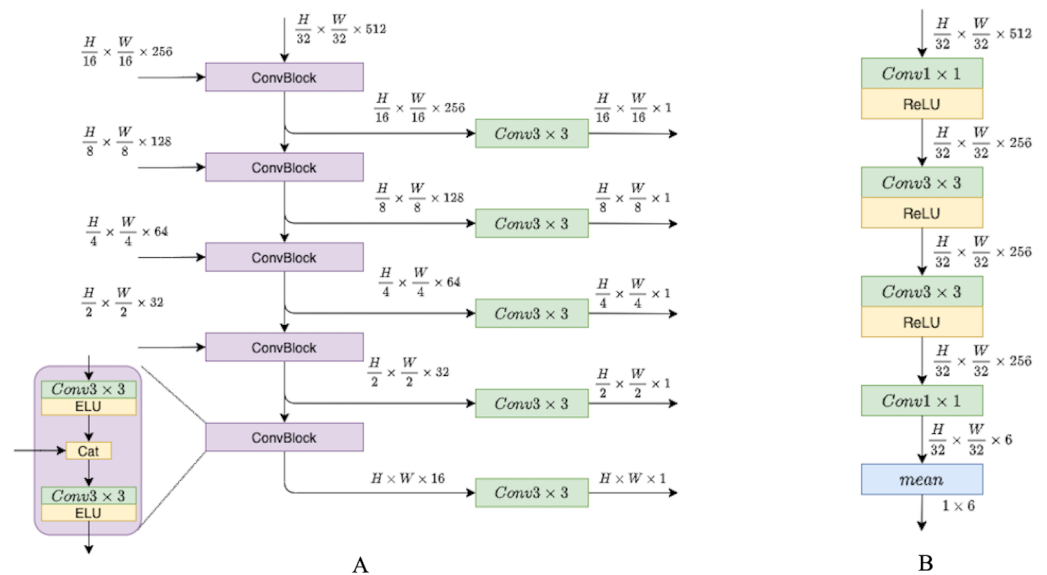 H/32 × W/32 × 512
H/16 × W/16 × 256
ConvBlock
H/16 × W/16 × 256
Conv3 × 3
H/16 × W/16 × 1
H/8 × W/8 × 128
ConvBlock
H/8 × W/8 × 128
Conv3 × 3
H/8 × W/8 × 1
H/4 × W/4 × 64
ConvBlock
H/4 × W/4 × 64
Conv3 × 3
H/4 × W/4 × 1
H/2 × W/2 × 32
ConvBlock
H/2 × W/2 × 32
Conv3 × 3
H/2 × W/2 × 1
ConvBlock
H × W × 16
Conv3 × 3
H × W × 1
Conv3 × 3
ELU
Cat
Conv3 × 3
ELU
A
H/32 × W/32 × 512
Conv1 × 1
ReLU
H/32 × W/32 × 256
Conv3 × 3
ReLU
H/32 × W/32 × 256
Conv3 × 3
ReLU
H/32 × W/32 × 256
Conv1 × 1
H/32 × W/32 × 6
mean
1 × 6
B